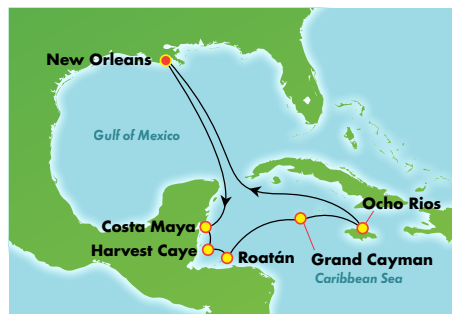 New Orleans
Gulf of Mexico
Ocho Rios
Costa Maya
Harvest Caye
Roatán
Grand Cayman
Caribbean Sea